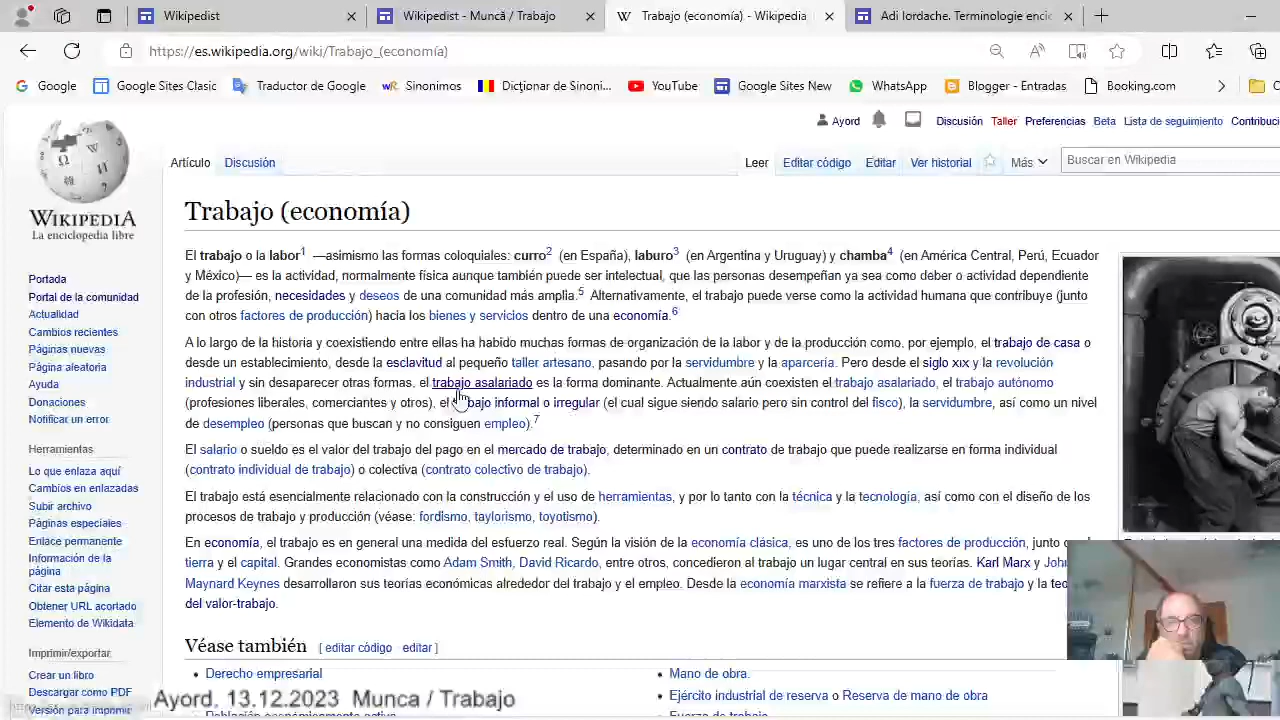 Wikipedist
Wikipedist - Muncă / Trabajo
Trabajo (economía) - Wikipedia
Adi Iordache. Terminologie encic
https://es.wikipedia.org/wiki/Trabajo_(economía)
Google
Google Sites Clasic
Traductor de Google
Sinonimos
Dicționar de Sinoni...
YouTube
Google Sites New
WhatsApp
Blogger - Entradas
Booking.com
Ayord
Discusión
Taller
Preferencias
Beta
Lista de seguimiento
Contribuci
Artículo
Discusión
Leer
Editar código
Editar
Ver historial
Más
Buscar en Wikipedia
WIKIPEDIA
La enciclopedia libre
Portada
Portal de la comunidad
Actualidad
Cambios recientes
Páginas nuevas
Página aleatoria
Ayuda
Donaciones
Notificar un error
Herramientas
Lo que enlaza aquí
Cambios en enlazadas
Subir archivo
Páginas especiales
Enlace permanente
Información de la
página
Citar esta página
Obtener URL acortado
Elemento de Wikidata
Imprimir/exportar
Crear un libro
Descargar como PDF
Versión para imprimir
Trabajo (economía)
El trabajo o la labor1 —asimismo las formas coloquiales: curro2 (en España), laburo3 (en Argentina y Uruguay) y chamba4 (en América Central, Perú, Ecuador
y México)— es la actividad, normalmente física aunque también puede ser intelectual, que las personas desempeñan ya sea como deber o actividad dependiente
de la profesión, necesidades y deseos de una comunidad más amplia.5 Alternativamente, el trabajo puede verse como la actividad humana que contribuye (junto
con otros factores de producción) hacia los bienes y servicios dentro de una economía.6
A lo largo de la historia y coexistiendo entre ellas ha habido muchas formas de organización de la labor y de la producción como, por ejemplo, el trabajo de casa o
desde un establecimiento, desde la esclavitud al pequeño taller artesano, pasando por la servidumbre y la aparcería. Pero desde el siglo XIX y la revolución
industrial y sin desaparecer otras formas, el trabajo asalariado es la forma dominante. Actualmente aún coexisten el trabajo asalariado, el trabajo autónomo
(profesiones liberales, comerciantes y otros), el bajo informal o irregular (el cual sigue siendo salario pero sin control del fisco), la servidumbre, así como un nivel
de desempleo (personas que buscan y no consiguen empleo).7
El salario o sueldo es el valor del trabajo del pago en el mercado de trabajo, determinado en un contrato de trabajo que puede realizarse en forma individual
(contrato individual de trabajo) o colectiva (contrato colectivo de trabajo).
El trabajo está esencialmente relacionado con la construcción y el uso de herramientas, y por lo tanto con la técnica y la tecnología, así como con el diseño de los
procesos de trabajo y producción (véase: fordismo, taylorismo, toyotismo).
En economía, el trabajo es en general una medida del esfuerzo real. Según la visión de la economía clásica, es uno de los tres factores de producción, junto
tierra y el capital. Grandes economistas como Adam Smith, David Ricardo, entre otros, concedieron al trabajo un lugar central en sus teorías. Karl Marx y Joh
Maynard Keynes desarrollaron sus teorías económicas alrededor del trabajo y el empleo. Desde la economía marxista se refiere a la fuerza de trabajo y la teo
del valor-trabajo.
Véase también [ editar código editar ]
Derecho empresarial
Mano de obra.
Ejército industrial de reserva o Reserva de mano de obra
Población económicamente activa
Fuerza de trabajo
Ayord. 13.12.2023 Munca / Trabajo